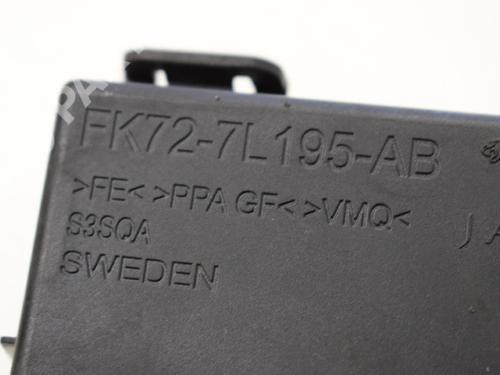 FK72-7L195-AB
>FE< >PPA GF< >VMQ<
S3SQA
J A
SWEDEN